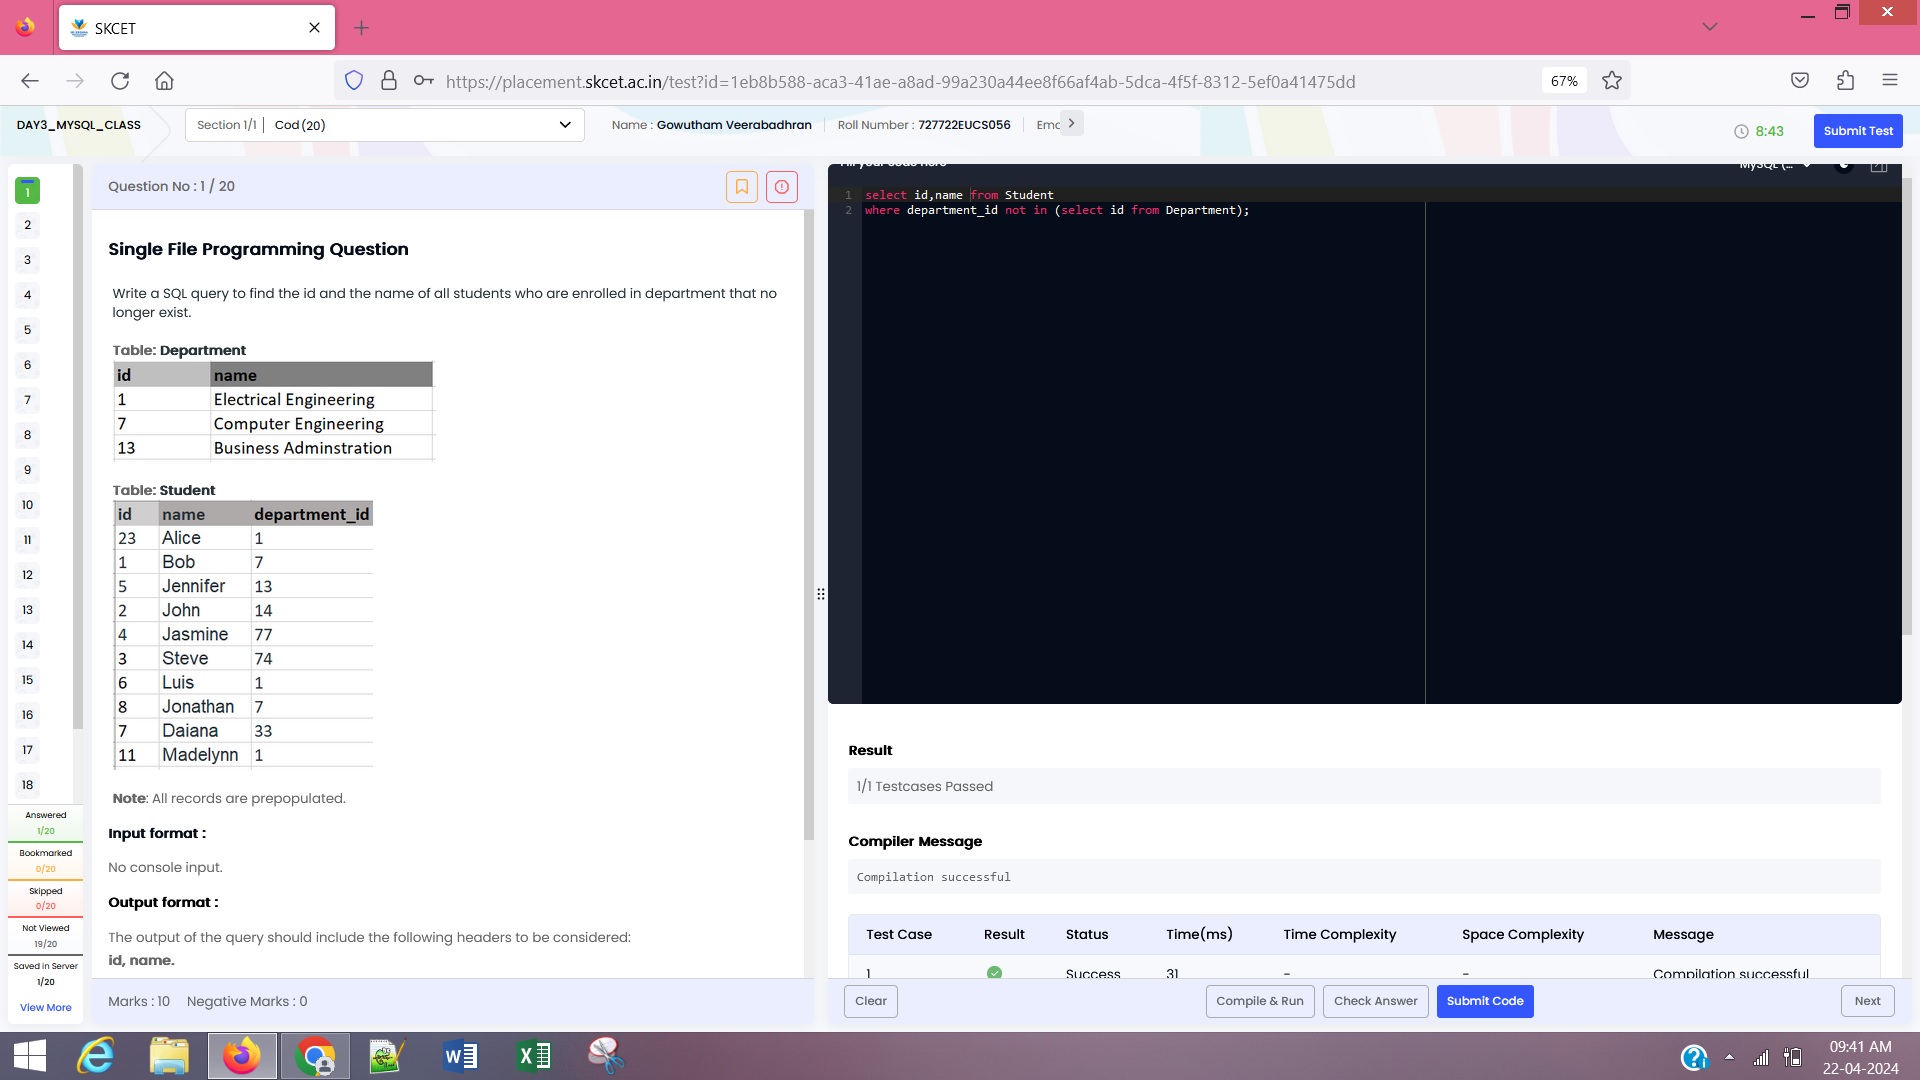 SKCET
https://placement.skcet.ac.in/test?id=1eb8b588-aca3-41ae-a8ad-99a230a44ee8f66af4ab-5dca-4f5f-8312-5ef0a41475dd
67%
DAY3_MYSQL_CLASS
Section 1/1
Cod (20)
Name : Gowutham Veerabadhran
Roll Number : 727722EUCS056
8:43
Submit Test
1
2
3
4
5
6
7
8
9
10
11
12
13
14
15
16
17
18
Answered
1/20
Bookmarked
0/20
Skipped
0/20
Not Viewed
19/20
Saved in Server
1/20
View More
Question No : 1 / 20
Single File Programming Question
Write a SQL query to find the id and the name of all students who are enrolled in department that no
longer exist.
Table: Department
id name
1 Electrical Engineering
7 Computer Engineering
13 Business Adminstration
Table: Student
id name department_id
23 Alice 1
1 Bob 7
5 Jennifer 13
2 John 14
4 Jasmine 77
3 Steve 74
6 Luis 1
8 Jonathan 7
7 Daiana 33
11 Madelynn 1
Note: All records are prepopulated.
Input format :
No console input.
Output format :
The output of the query should include the following headers to be considered:
id, name.
Marks : 10 Negative Marks : 0
1 select id,name from Student
2 where department_id not in (select id from Department);
Result
1/1 Testcases Passed
Compiler Message
Compilation successful
Test Case Result Status Time(ms) Time Complexity Space Complexity Message
1 Success 31 - - Compilation successful
Clear
Compile & Run
Check Answer
Submit Code
Next
09:41 AM
22-04-2024